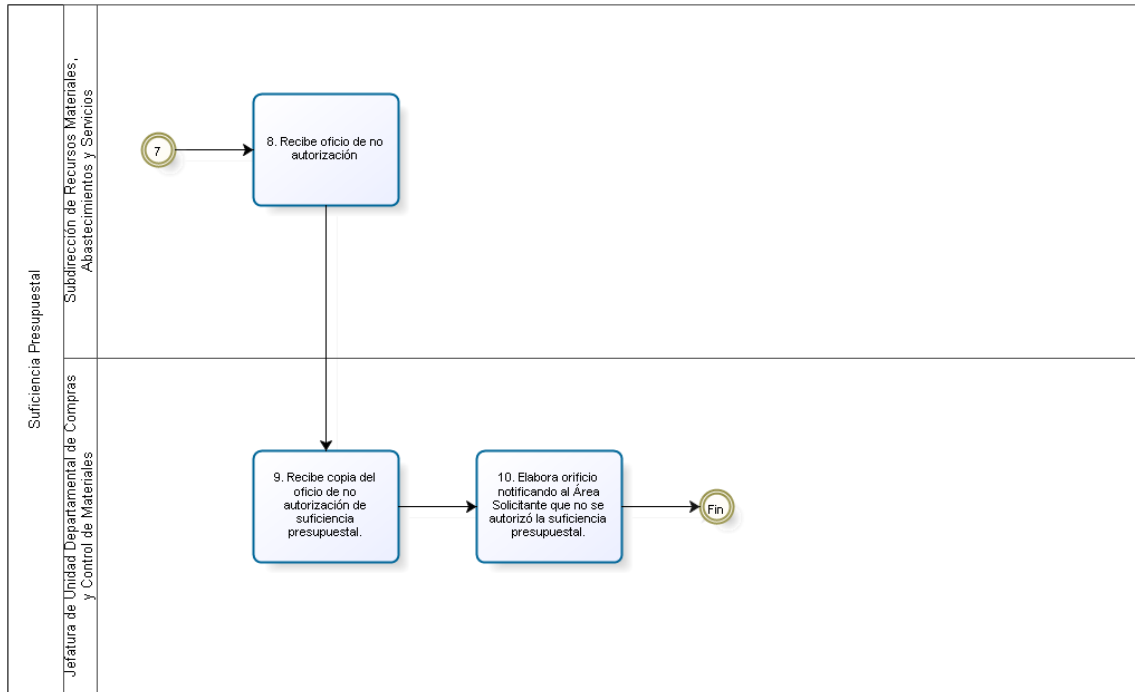 Suficiencia Presupuestal
Subdirección de Recursos Materiales,
Abastecimientos y Servicios
7
8. Recibe oficio de no
autorización
Jefatura de Unidad Departamental de Compras
y Control de Materiales
9. Recibe copia del
oficio de no
autorización de
suficiencia
presupuestal.
10. Elabora orificio
notificando al Área
Solicitante que no se
autorizó la suficiencia
presupuestal.
Fin